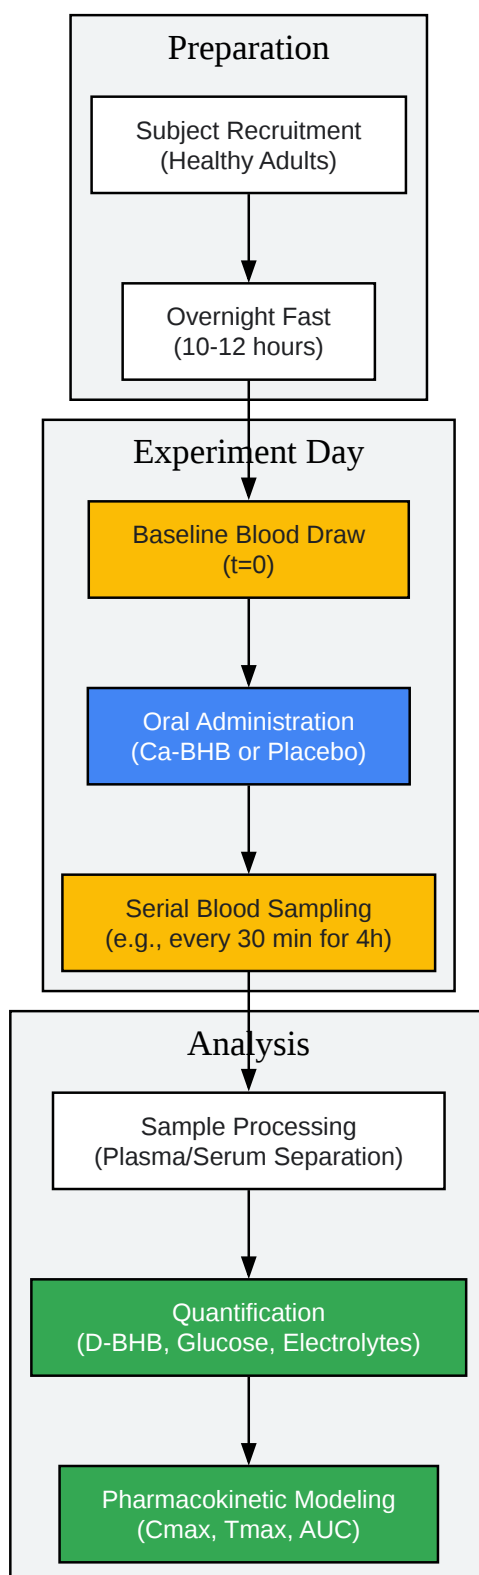 Preparation
Subject Recruitment
(Healthy Adults)
Overnight Fast
(10-12 hours)
Experiment Day
Baseline Blood Draw
(t=0)
Oral Administration
(Ca-BHB or Placebo)
Serial Blood Sampling
(e.g., every 30 min for 4h)
Analysis
Sample Processing
(Plasma/Serum Separation)
Quantification
(D-BHB, Glucose, Electrolytes)
Pharmacokinetic Modeling
(Cmax, Tmax, AUC)